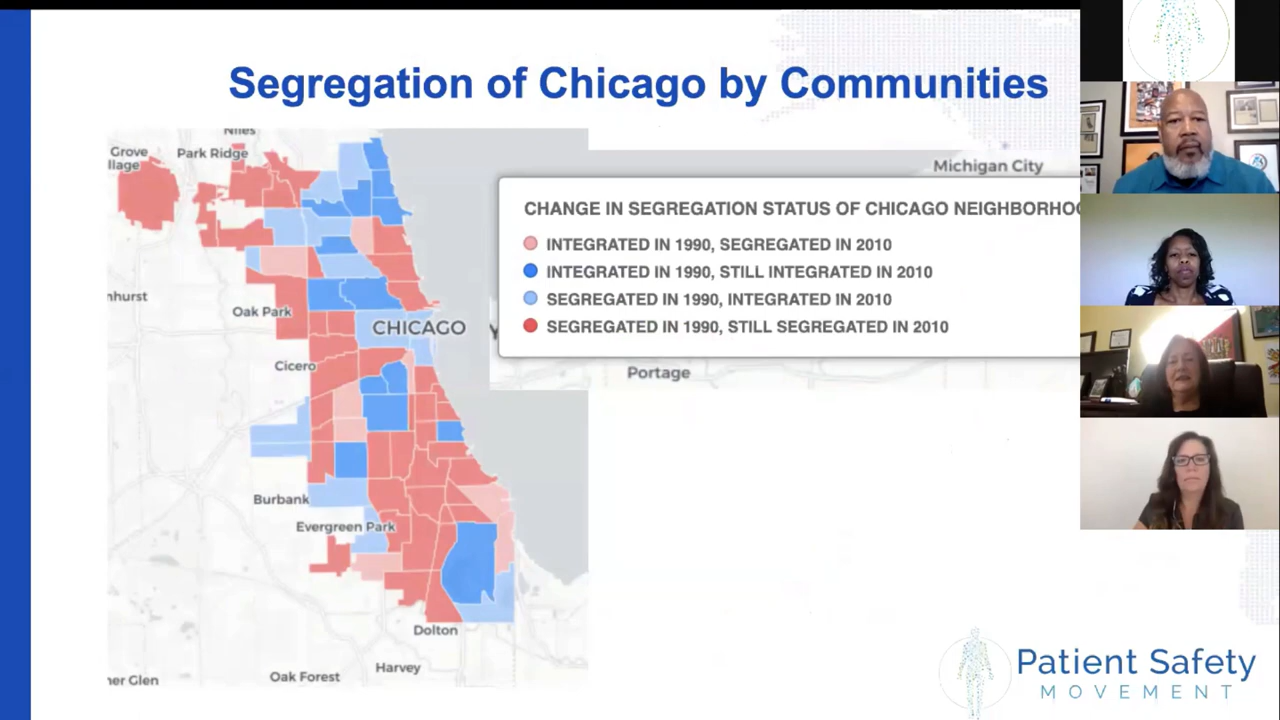 Segregation of Chicago by Communities
Niles
Grove
llage
Park Ridge
Michigan City
CHANGE IN SEGREGATION STATUS OF CHICAGO NEIGHBORHOO
INTEGRATED IN 1990, SEGREGATED IN 2010
INTEGRATED IN 1990, STILL INTEGRATED IN 2010
SEGREGATED IN 1990, INTEGRATED IN 2010
SEGREGATED IN 1990, STILL SEGREGATED IN 2010
nhurst
Oak Park
CHICAGO
Y
Cicero
Portage
Burbank
Evergreen Park
Dolton
Harvey
Oak Forest
ner Glen
Patient Safety
MOVEMENT